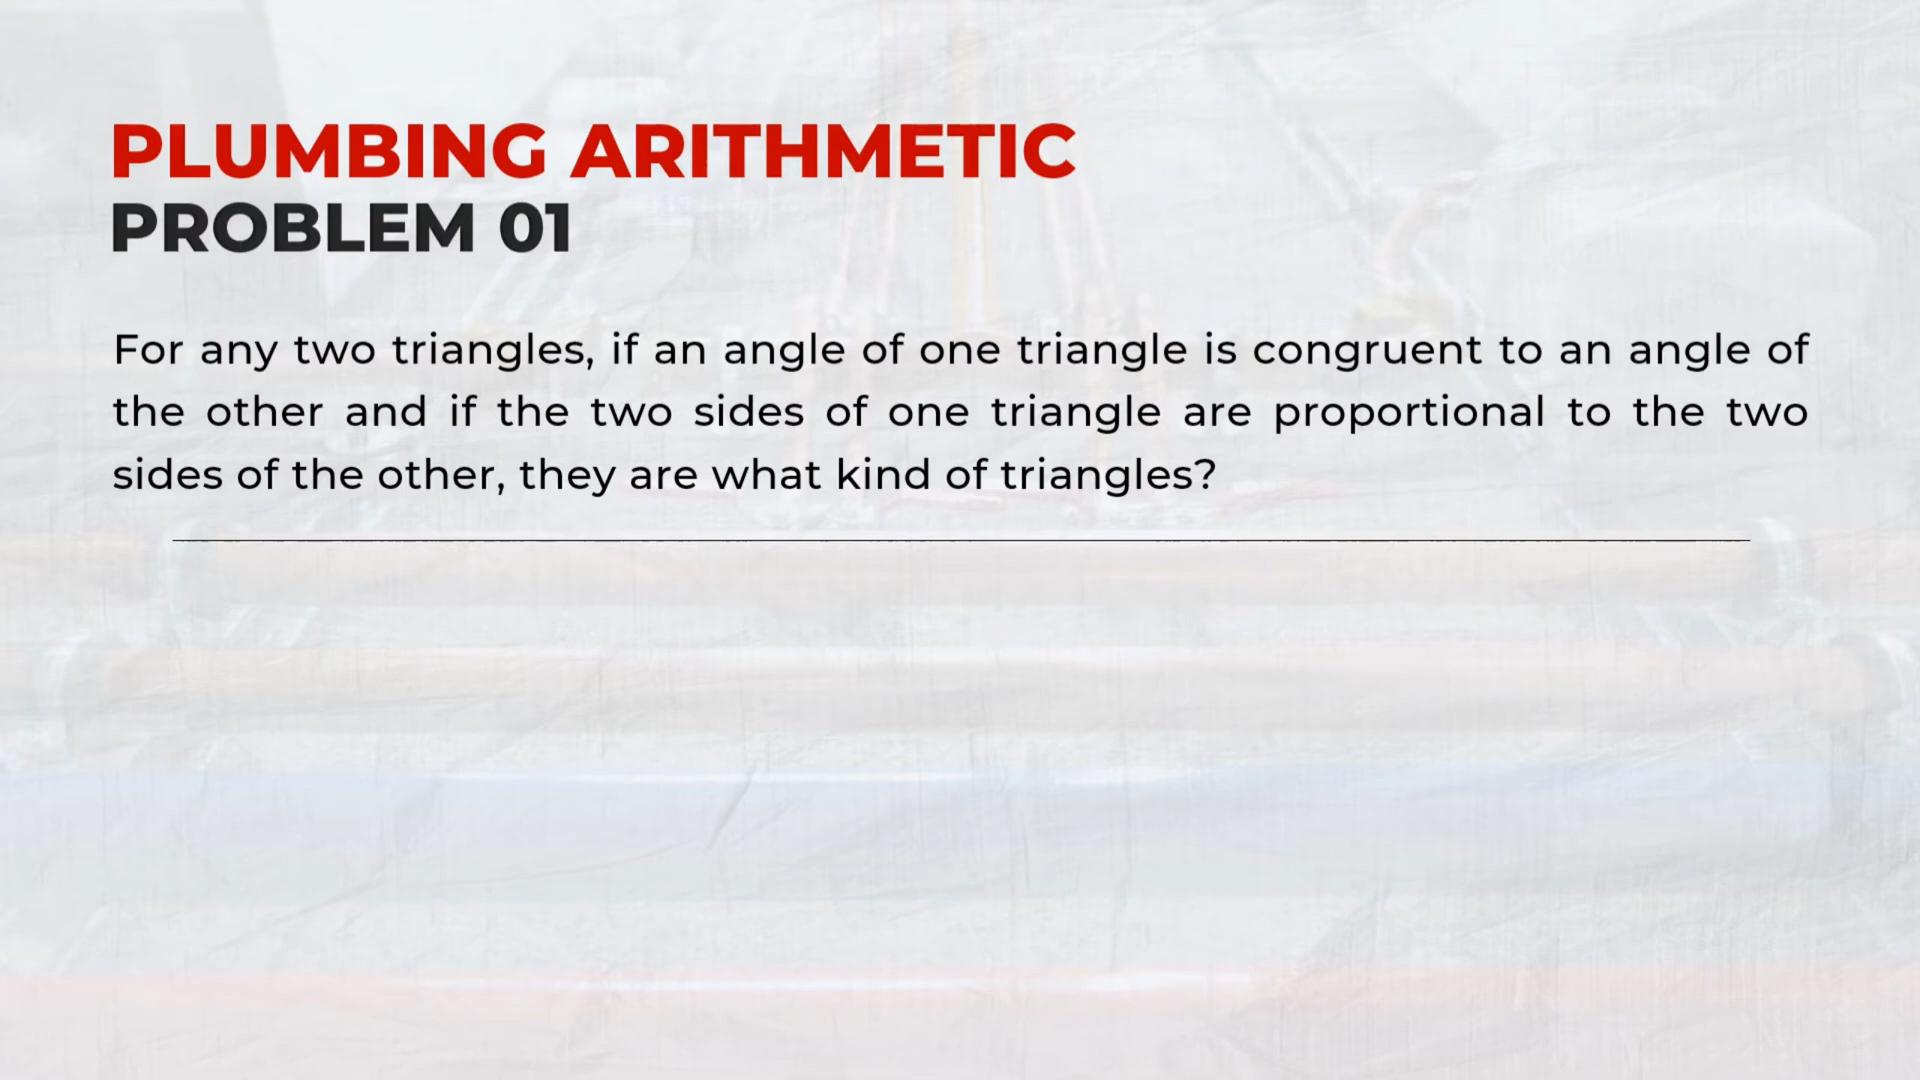 PLUMBING ARITHMETIC
PROBLEM 01
For any two triangles, if an angle of one triangle is congruent to an angle of
the other and if the two sides of one triangle are proportional to the two
sides of the other, they are what kind of triangles?